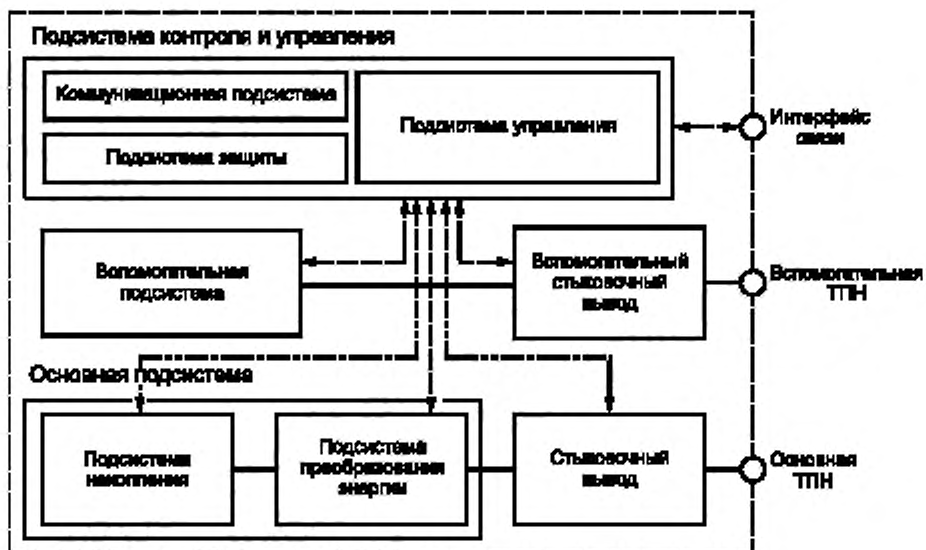 Подсистема контроля и управления
Коммуникационная подсистема
Подсистема управления
Подсистема защиты
Интерфейс
связи
Вспомогательная
подсистема
Вспомогательный
стыковочный
вывод
Вспомогательная
ТПН
Основная подсистема
Подсистема
накопления
Подсистема
преобразования
энергии
Стыковочный
вывод
Основная
ТПН